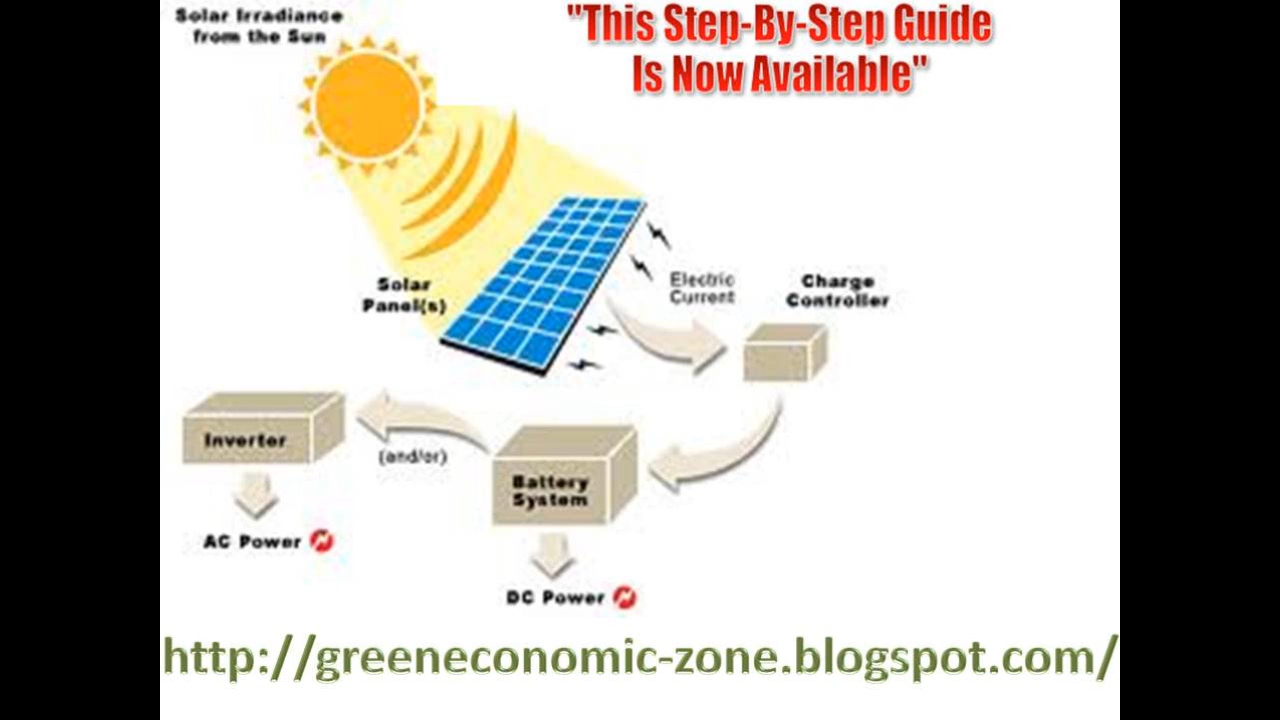 Solar Irradiance
from the Sun
"This Step-By-Step Guide
Is Now Available"
Solar
Panel(s)
Electric
Current
Charge
Controller
Inverter
(and/or)
Battery
System
AC Power
DC Power
http://greeneconomic-zone.blogspot.com/